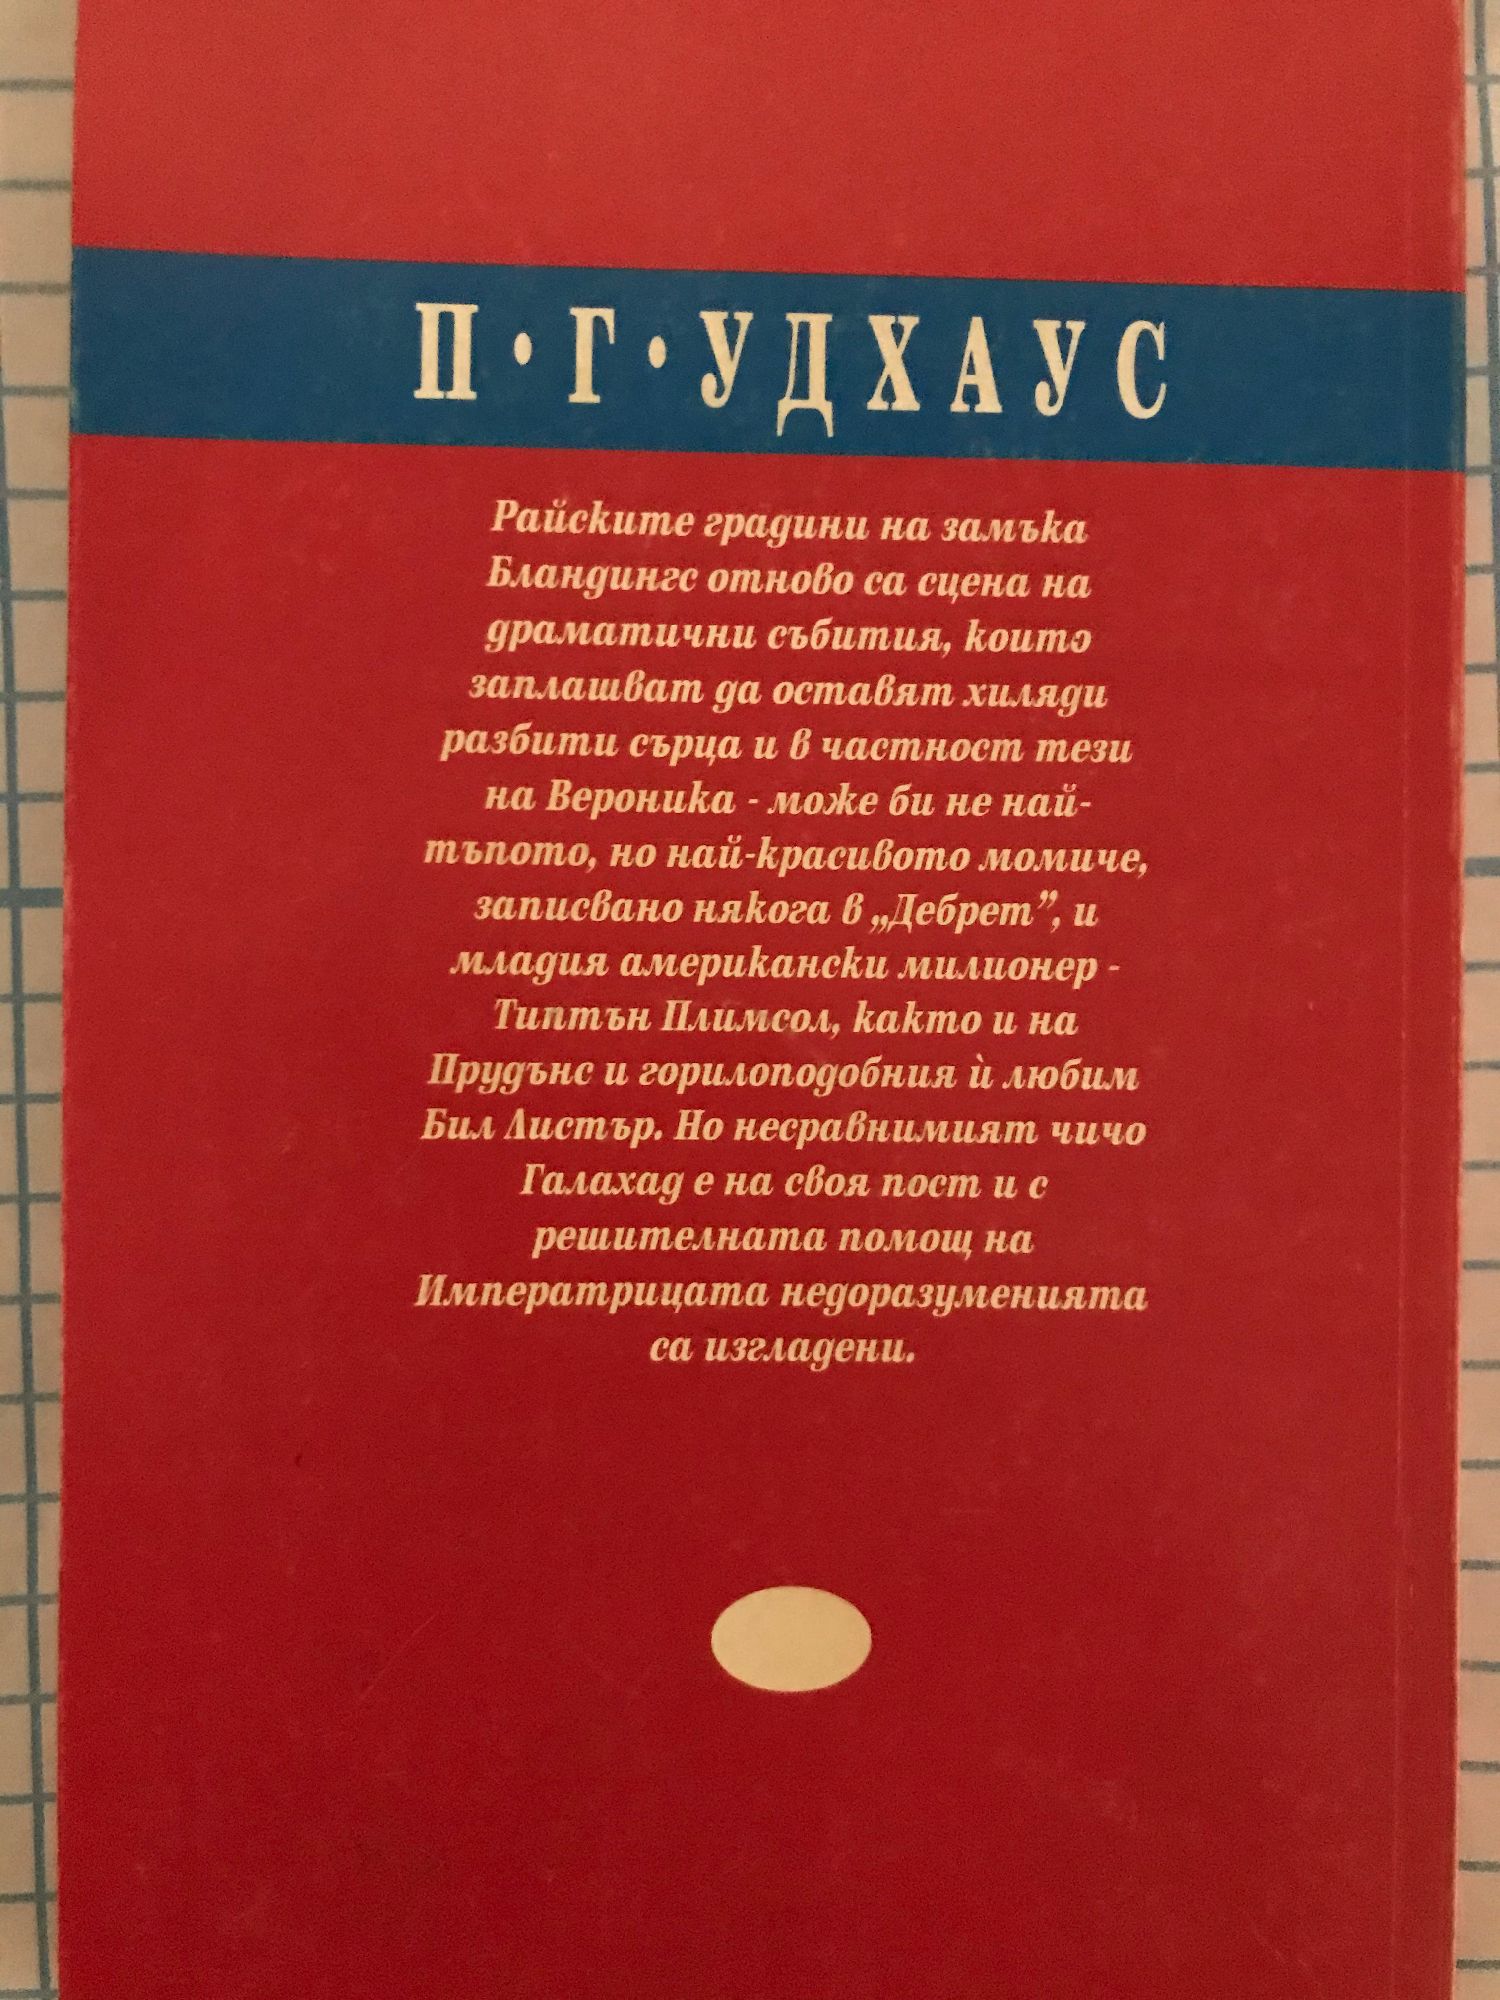 П·Г·УДХАУС
Райските градини на замъка
Бландингс отново са сцена на
драматични събития, които
заплашват да оставят хиляди
разбити сърца и в частност тези
на Вероника - може би не най-
тъпото, но най-красивото момиче,
записвано някога в „Дебрет”, и
младия американски милионер -
Типтън Плимсол, както и на
Прудънс и горилоподобния ѝ любим
Бил Листър. Но несравнимият чичо
Галахад е на своя пост и с
решителната помощ на
Императрицата недоразуменията
са изгладени.